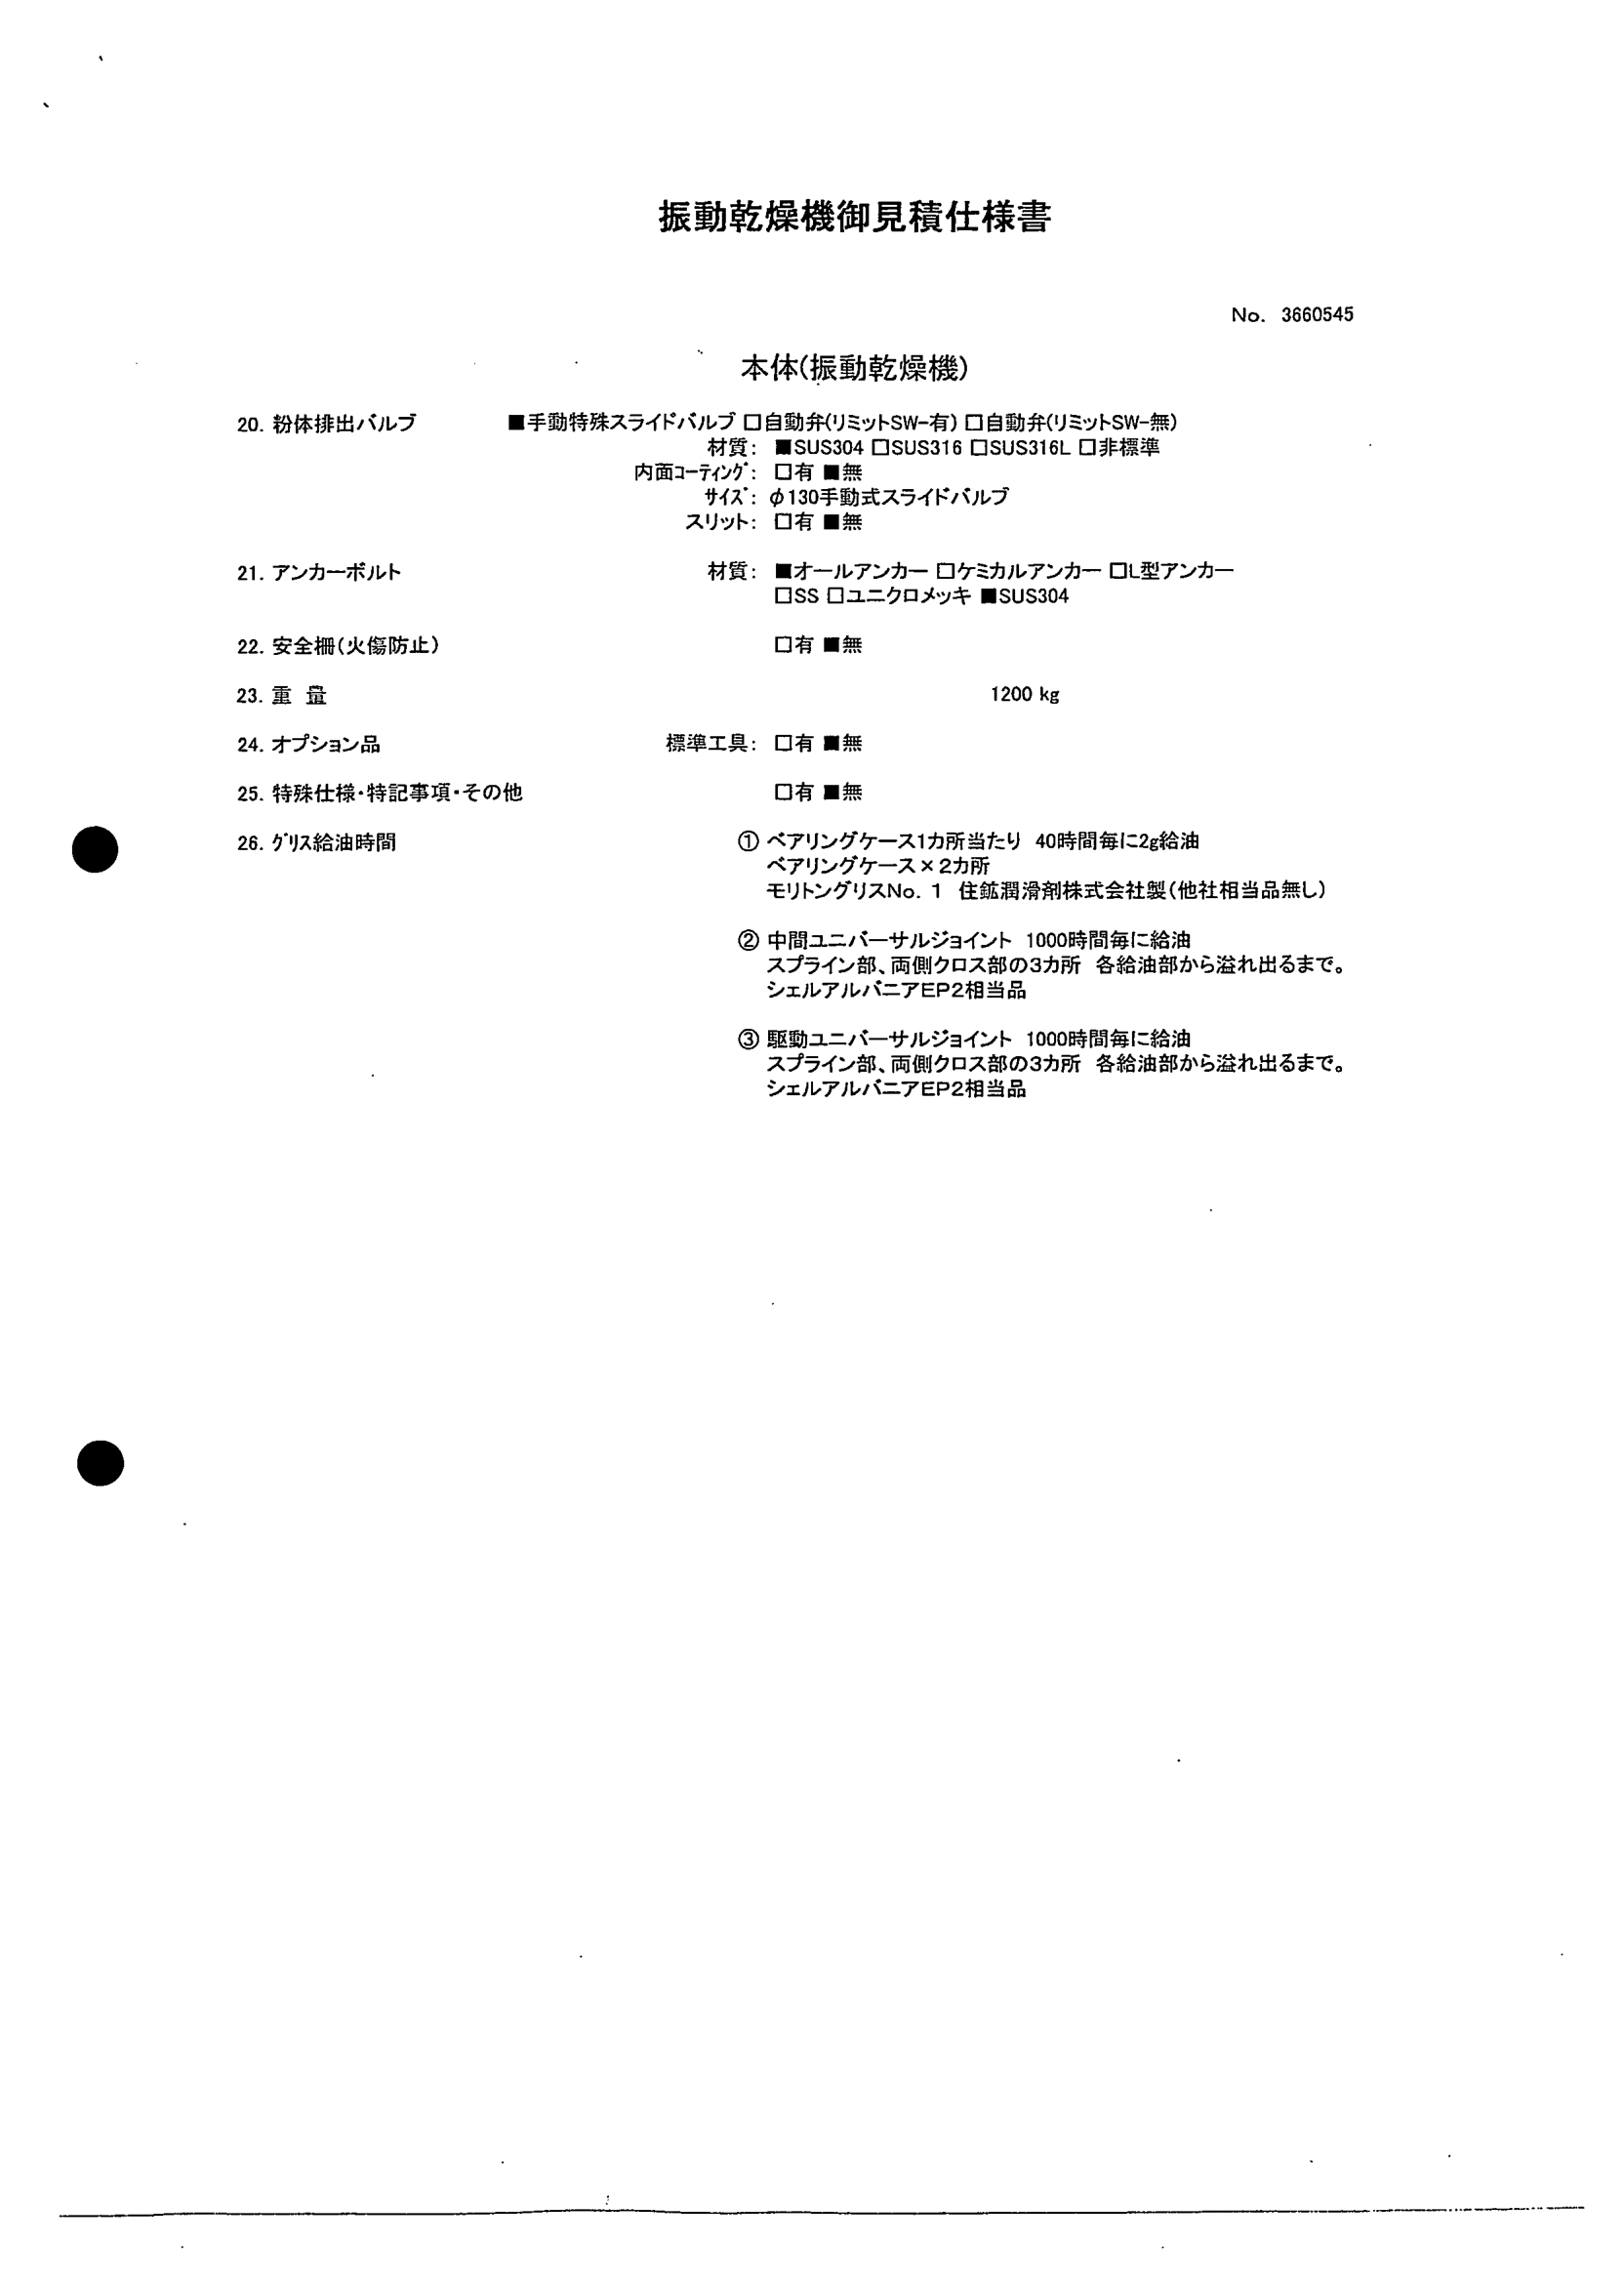 振動乾燥機御見積仕様書
No. 3660545
本体(振動乾燥機)
20. 粉体排出バルブ ■手動特殊スライドバルブ □自動弁(リミットSW-有) □自動弁(リミットSW-無)
材質: ■SUS304 □SUS316 □SUS316L □非標準
内面ｺｰﾃｨﾝｸﾞ: □有 ■無
ｻｲｽﾞ: φ130手動式スライドバルブ
スリット: □有 ■無
21. アンカーボルト 材質: ■オールアンカー □ケミカルアンカー □L型アンカー
□SS □ユニクロメッキ ■SUS304
22. 安全柵(火傷防止) □有 ■無
23. 重 量 1200 kg
24. オプション品 標準工具: □有 ■無
25. 特殊仕様・特記事項・その他 □有 ■無
26. ｸﾞﾘｽ給油時間 ① ベアリングケース1カ所当たり 40時間毎に2g給油
ベアリングケース×2カ所
モリトングリスNo. 1 住鉱潤滑剤株式会社製(他社相当品無し)
② 中間ユニバーサルジョイント 1000時間毎に給油
スプライン部、両側クロス部の3カ所 各給油部から溢れ出るまで。
シェルアルバニアEP2相当品
③ 駆動ユニバーサルジョイント 1000時間毎に給油
スプライン部、両側クロス部の3カ所 各給油部から溢れ出るまで。
シェルアルバニアEP2相当品